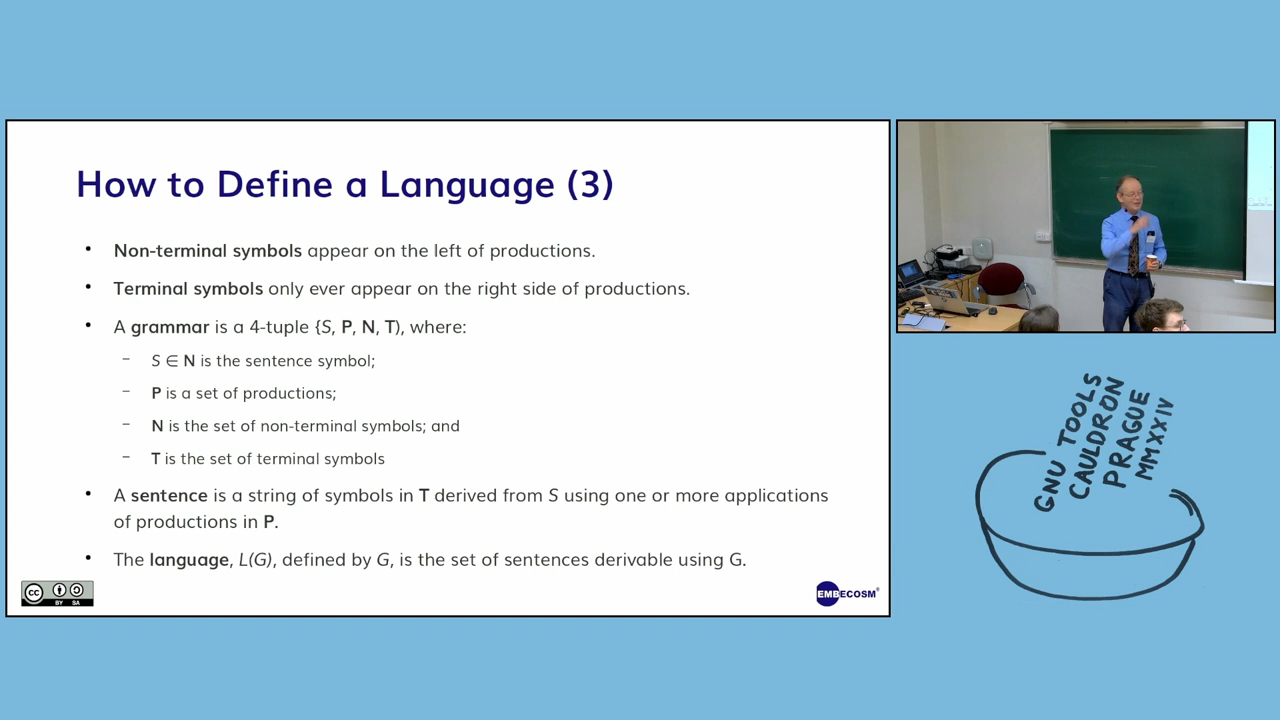 How to Define a Language (3)
• Non-terminal symbols appear on the left of productions.
• Terminal symbols only ever appear on the right side of productions.
• A grammar is a 4-tuple {S, P, N, T), where:
– S ∈ N is the sentence symbol;
– P is a set of productions;
– N is the set of non-terminal symbols; and
– T is the set of terminal symbols
• A sentence is a string of symbols in T derived from S using one or more applications
of productions in P.
• The language, L(G), defined by G, is the set of sentences derivable using G.
cc
BY SA
EMBECOSM®
GNU TOOLS
CAULDRON
PRAGUE
MMXXIV